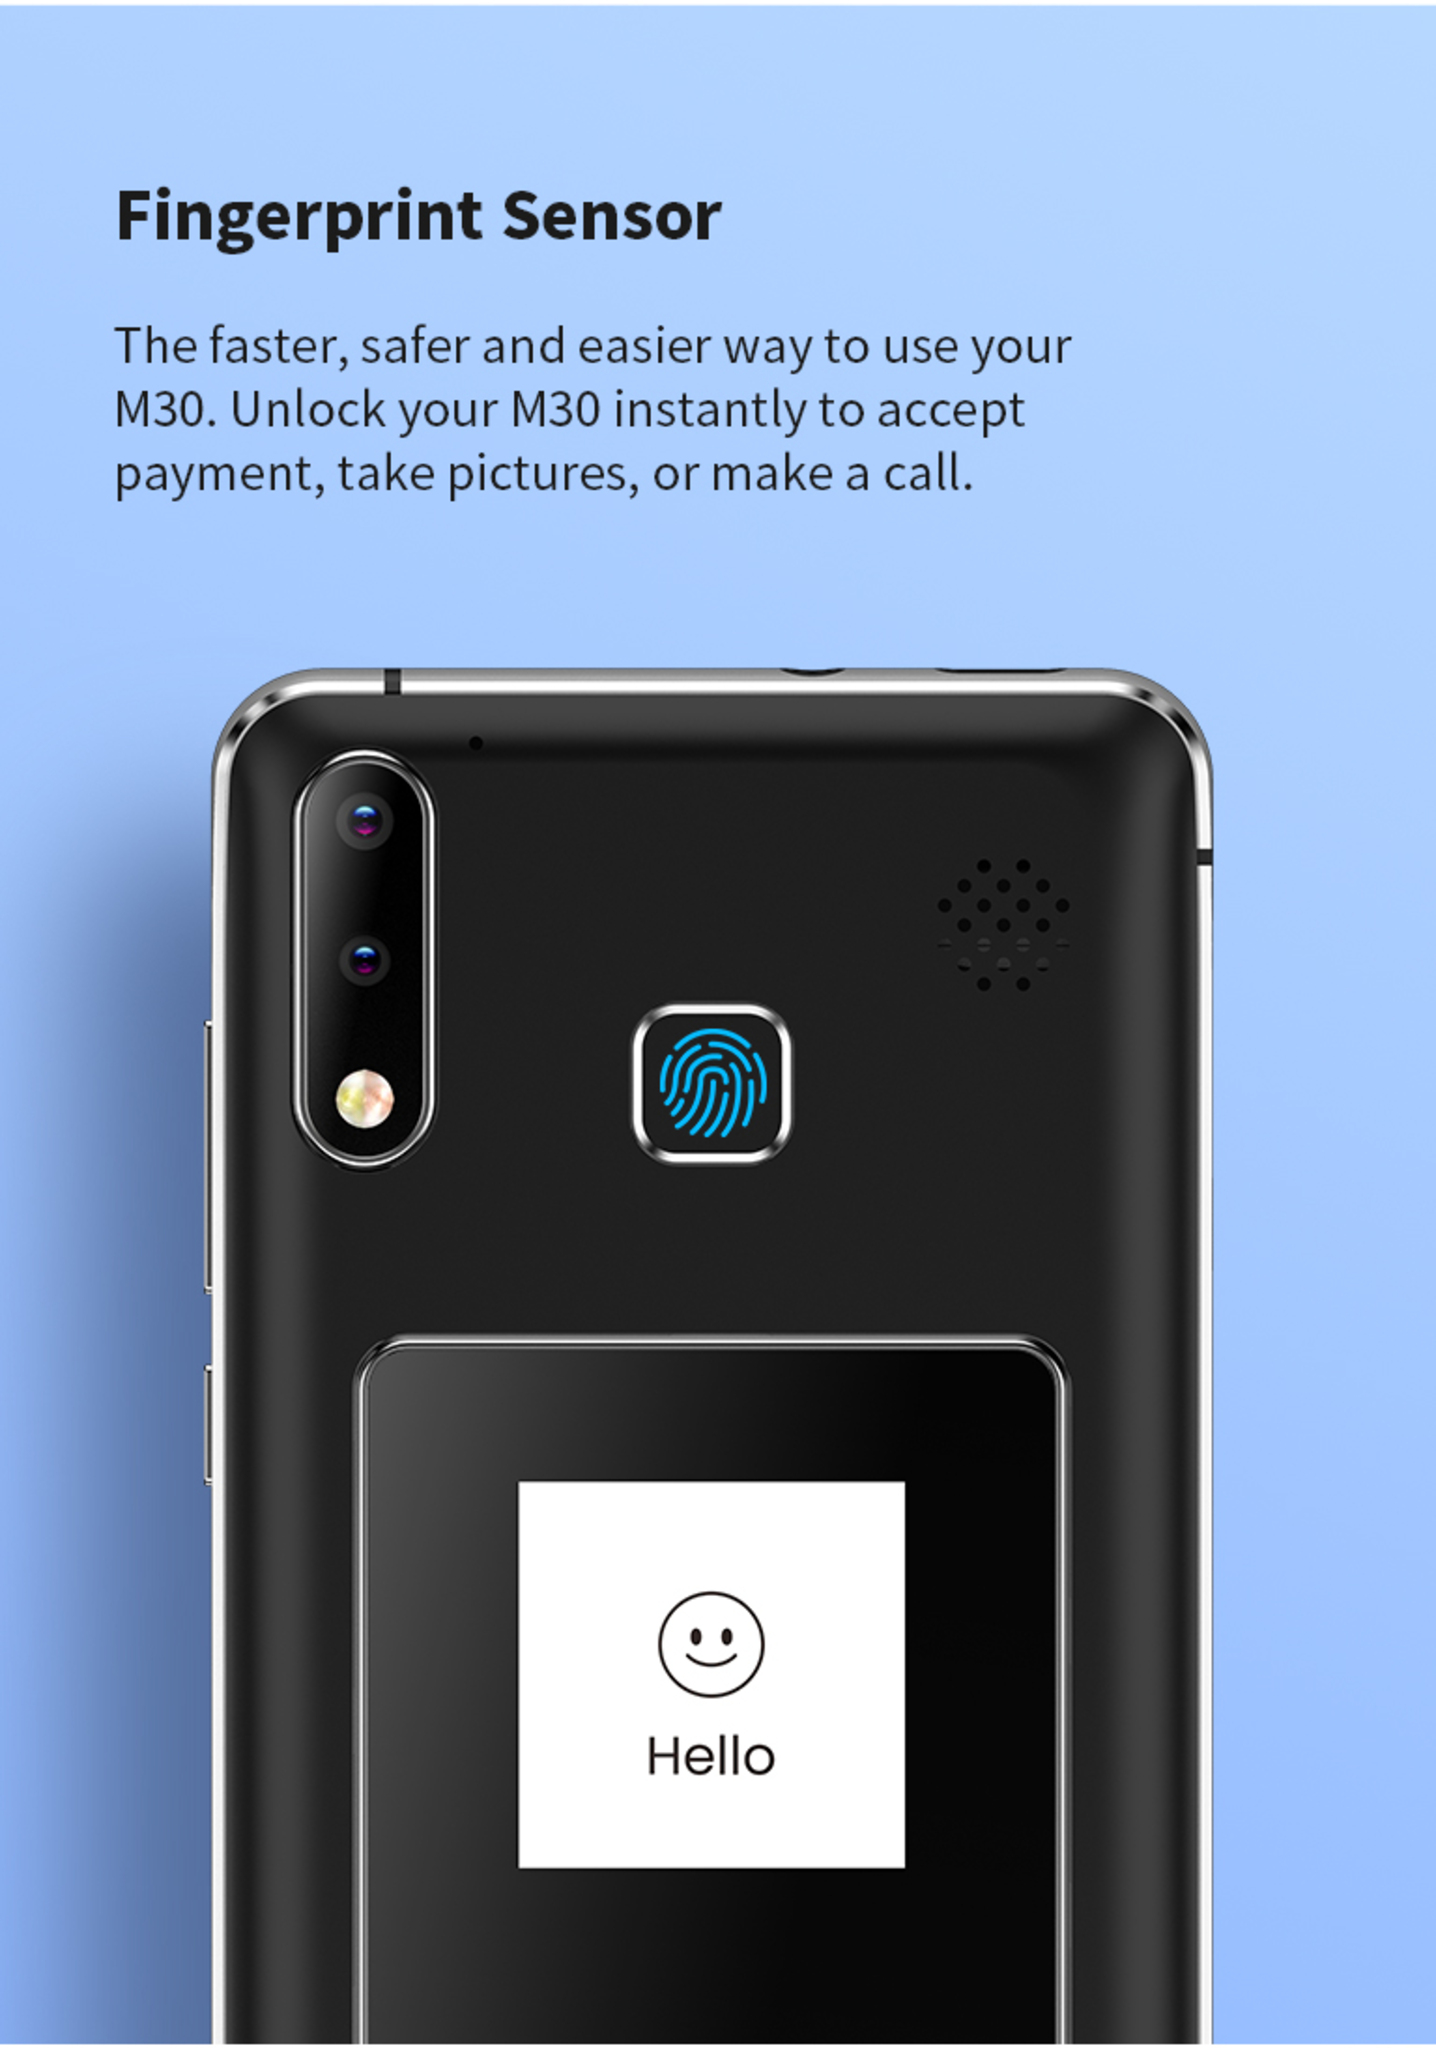 Fingerprint Sensor
The faster, safer and easier way to use your
M30. Unlock your M30 instantly to accept
payment, take pictures, or make a call.
Hello